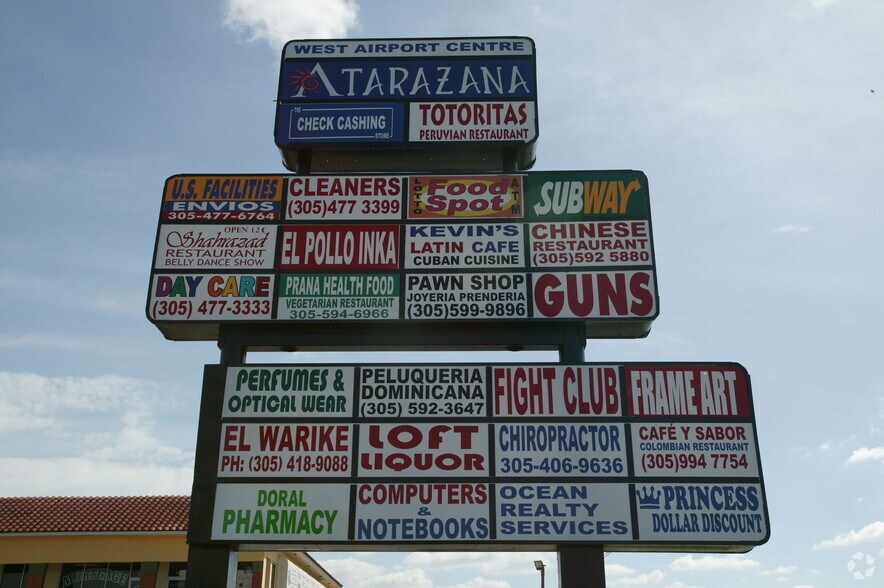 WEST AIRPORT CENTRE
ATARAZANA
THE
CHECK CASHING
STORE
TOTORITAS
PERUVIAN RESTAURANT
U.S. FACILITIES
ENVIOS
305-477-6764
CLEANERS
(305)477 3399
LOTTO
Food
Spot
ATM
SUBWAY
OPEN 12
Shahrazad
RESTAURANT
BELLY DANCE SHOW
EL POLLO INKA
KEVIN'S
LATIN CAFE
CUBAN CUISINE
CHINESE
RESTAURANT
(305)592 5880
DAY CARE
(305) 477-3333
PRANA HEALTH FOOD
VEGETARIAN RESTAURANT
305-594-6966
PAWN SHOP
JOYERIA PRENDERIA
(305)599-9896
GUNS
PERFUMES &
OPTICAL WEAR
PELUQUERIA
DOMINICANA
(305) 592-3647
FIGHT CLUB
FRAME ART
EL WARIKE
PH: (305) 418-9088
LOFT
LIQUOR
CHIROPRACTOR
305-406-9636
CAFÉ Y SABOR
COLOMBIAN RESTAURANT
(305)994 7754
DORAL
PHARMACY
COMPUTERS
&
NOTEBOOKS
OCEAN
REALTY
SERVICES
PRINCESS
DOLLAR DISCOUNT
MORTGAGE